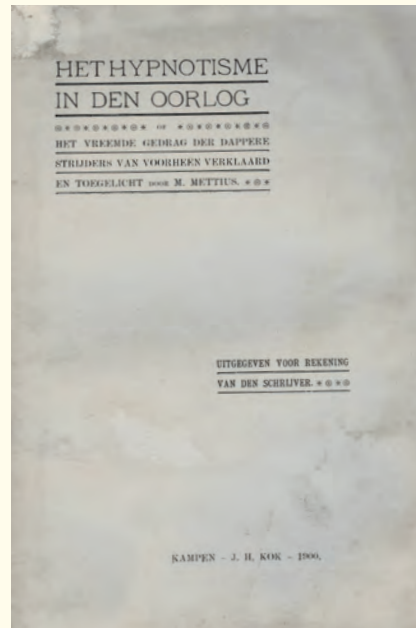 HET HYPNOTISME
IN DEN OORLOG
OF
HET VREEMDE GEDRAG DER DAPPERE
STRIJDERS VAN VOORHEEN VERKLAARD
EN TOEGELICHT DOOR M. METTIUS.
UITGEGEVEN VOOR REKENING
VAN DEN SCHRIJVER.
KAMPEN - J. H. KOK - 1900.